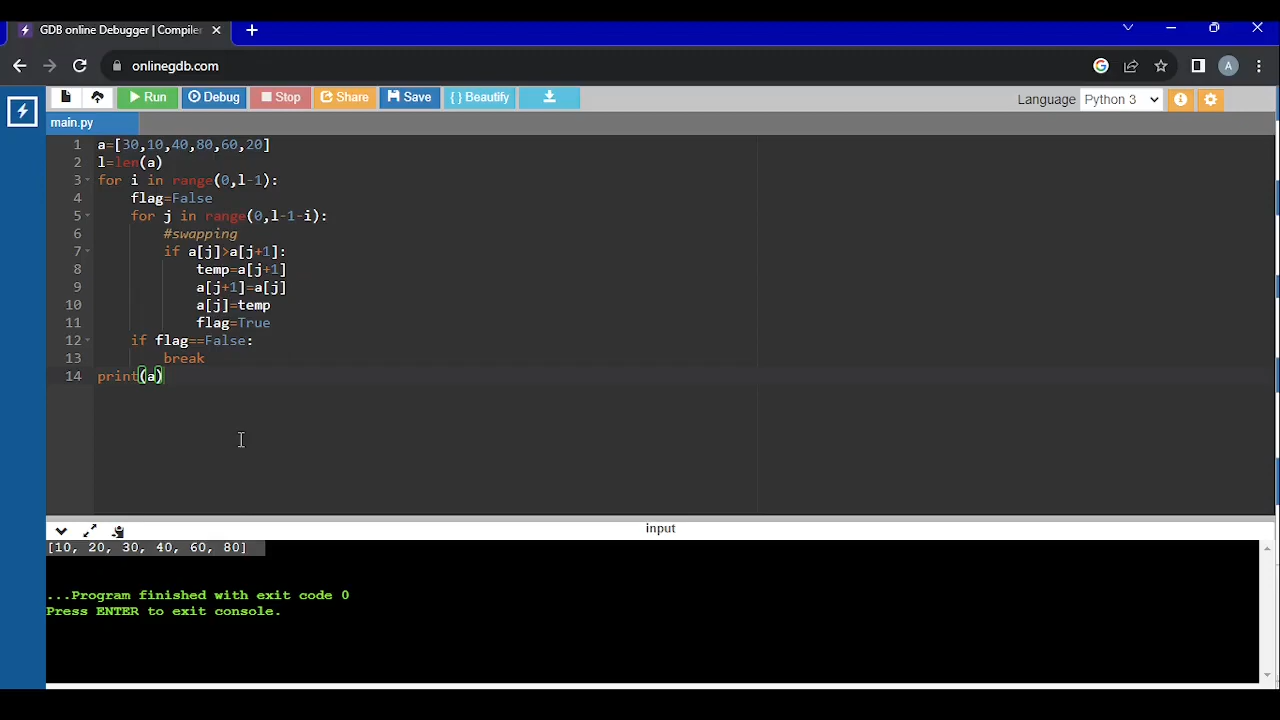 GDB online Debugger | Compiler
onlinegdb.com
Run Debug Stop Share Save { } Beautify Language Python 3
A
main.py
1 a=[30,10,40,80,60,20]
2 l=len(a)
3 for i in range(0,l-1):
4 flag=False
5 for j in range(0,l-1-i):
6 #swapping
7 if a[j]>a[j+1]:
8 temp=a[j+1]
9 a[j+1]=a[j]
10 a[j]=temp
11 flag=True
12 if flag==False:
13 break
14 print(a)
input
[10, 20, 30, 40, 60, 80]
...Program finished with exit code 0
Press ENTER to exit console.